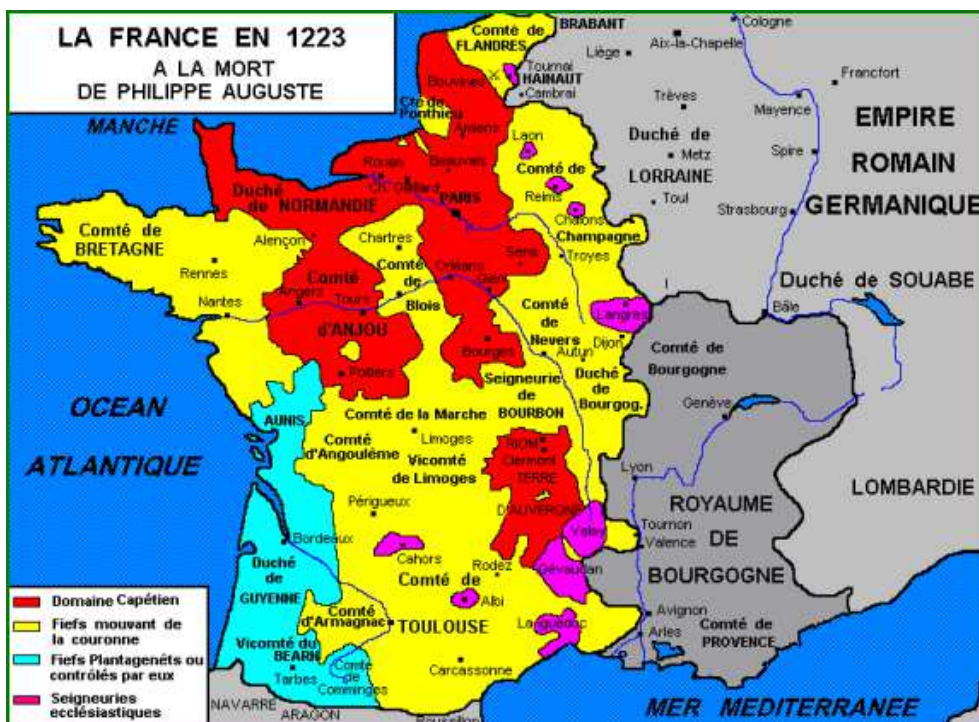 LA FRANCE EN 1223
A LA MORT
DE PHILIPPE AUGUSTE
MANCHE
Comté de
FLANDRES
BRABANT
Tournai
HAINAUT
Bouvines
Cambrai
Cté de
Ponthieu
Amiens
Liège
Cologne
Aix-la-Chapelle
Francfort
Trèves
Mayence
EMPIRE
ROMAIN
GERMANIQUE
Duché de
LORRAINE
Metz
Toul
Spire
Strasbourg
Laon
Comté de
Reims
Chalons
Champagne
Troyes
Rouen
Beauvais
Ch. Gaillard
PARIS
Duché
de NORMANDIE
Comté de
BRETAGNE
Alençon
Chartres
Rennes
Nantes
Comté
Angers
Tours
d'ANJOU
Comté
de
Blois
Orléans
Gien
Sens
Comté
de
Nevers
Langres
Dijon
Autun
Duché
de
Bourgog.
Bourges
Poitiers
Seigneurie
de
BOURBON
Duché de SOUABE
Bâle
Comté de
Bourgogne
Genève
OCEAN
ATLANTIQUE
AUNIS
Comté de la Marche
Limoges
Comté
d'Angoulême
Vicomté
de Limoges
RIOM
Clermont
TERRE
D'AUVERGNE
Lyon
ROYAUME
DE
BOURGOGNE
LOMBARDIE
Périgueux
Bordeaux
Cahors
Velay
Tournon
Valence
Gévaudan
Rodez
Duché
de
GUYENNE
Comté de
TOULOUSE
Albi
Comté
d'Armagnac
Languedoc
Avignon
Arles
Comté de
PROVENCE
Vicomté du
BEARN
Tarbes
Comté
de
Comminges
Carcassonne
NAVARRE
ARAGON
Roussillon
MER MEDITERRANEE
Domaine Capétien
Fiefs mouvant de
la couronne
Fiefs Plantagenêts ou
contrôlés par eux
Seigneuries
ecclésiastiques